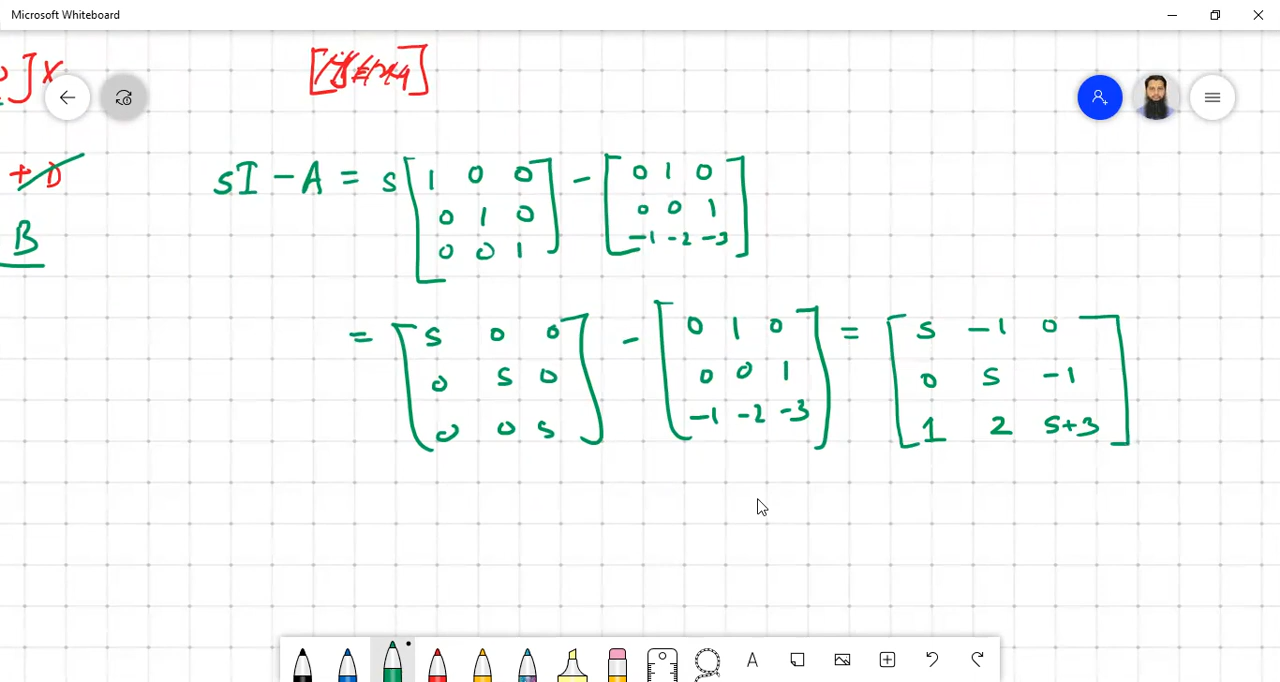 Microsoft Whiteboard
] x
+ D
B
sI - A = s [ 1 0 0 ] - [ 0 1 0 ]
0 1 0 0 0 1
0 0 1 -1 -2 -3
= [ s 0 0 ] - [ 0 1 0 ] = [ s -1 0 ]
0 s 0 0 0 1 0 s -1
0 0 s -1 -2 -3 1 2 s+3
A